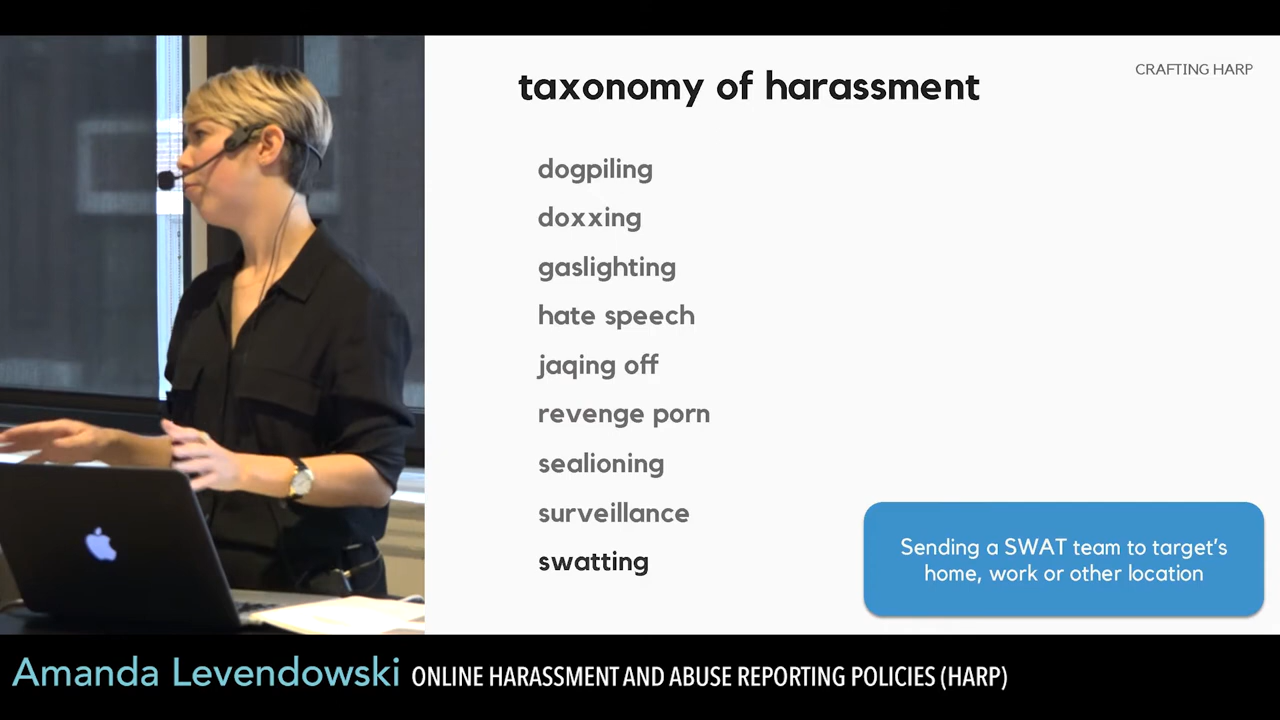 CRAFTING HARP
taxonomy of harassment
dogpiling
doxxing
gaslighting
hate speech
jaqing off
revenge porn
sealioning
surveillance
swatting
Sending a SWAT team to target's
home, work or other location
Amanda Levendowski ONLINE HARASSMENT AND ABUSE REPORTING POLICIES (HARP)